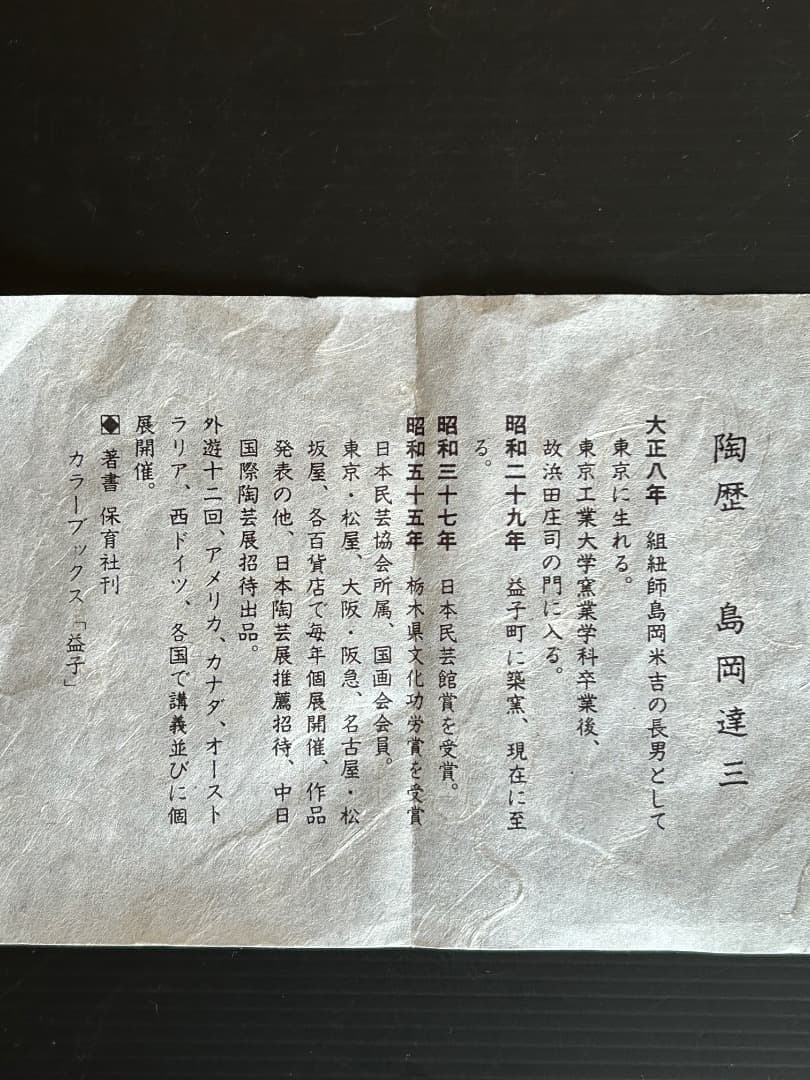 陶歴 島岡達三
大正八年 組紐師島岡米吉の長男として
東京に生れる。
東京工業大学窯業学科卒業後、
故浜田庄司の門に入る。
昭和二十九年 益子町に築窯、現在に至
る。
昭和三十七年 日本民芸館賞を受賞。
昭和五十五年 栃木県文化功労賞を受賞
日本民芸協会所属、国画会会員。
東京・松屋、大阪・阪急、名古屋・松
坂屋、各百貨店で毎年個展開催、作品
発表の他、日本陶芸展推薦招待、中日
国際陶芸展招待出品。
外遊十二回、アメリカ、カナダ、オースト
ラリア、西ドイツ、各国で講義並びに個
展開催。
◆ 著書 保育社刊
カラーブックス「益子」